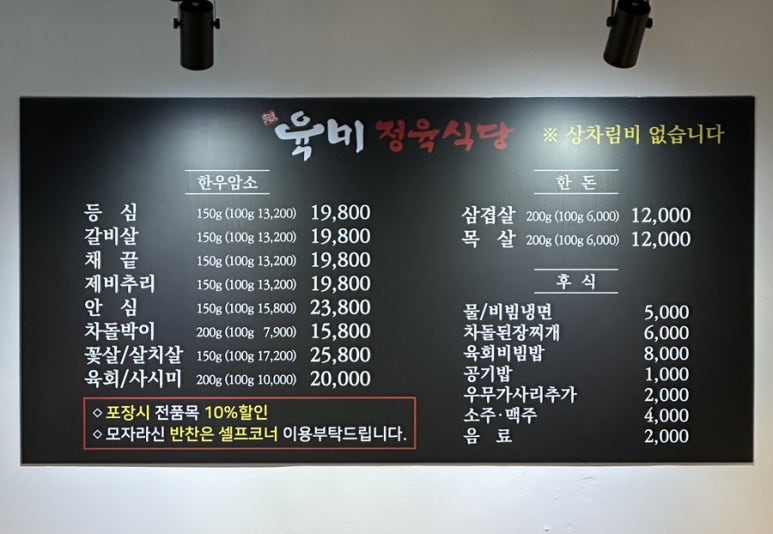 육비 정육식당 ※ 상차림비 없습니다
한우암소
등 심 150g (100g 13,200) 19,800
갈비살 150g (100g 13,200) 19,800
채 끝 150g (100g 13,200) 19,800
제비추리 150g (100g 13,200) 19,800
안 심 150g (100g 15,800) 23,800
차돌박이 200g (100g 7,900) 15,800
꽃살/살치살 150g (100g 17,200) 25,800
육회/사시미 200g (100g 10,000) 20,000
◇ 포장시 전품목 10%할인
◇ 모자라신 반찬은 셀프코너 이용부탁드립니다.
한 돈
삼겹살 200g (100g 6,000) 12,000
목 살 200g (100g 6,000) 12,000
후 식
물/비빔냉면 5,000
차돌된장찌개 6,000
육회비빔밥 8,000
공기밥 1,000
우무가사리추가 2,000
소주·맥주 4,000
음 료 2,000